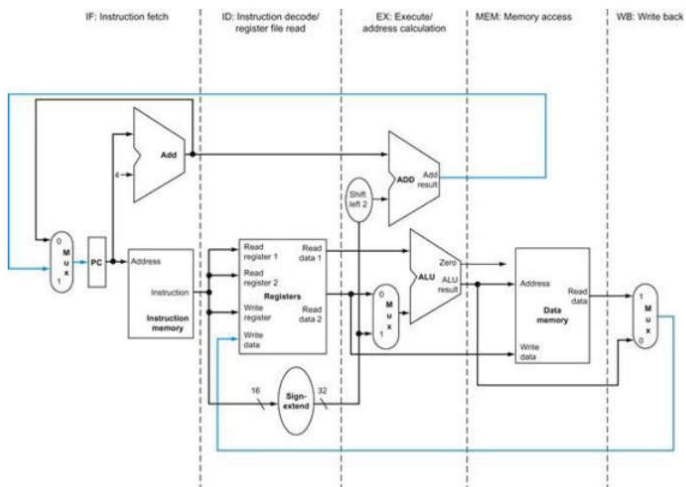 IF: Instruction fetch
ID: Instruction decode/
register file read
EX: Execute/
address calculation
MEM: Memory access
WB: Write back
Add
4
ADD
Add
result
Shift
left 2
0
M
u
x
1
PC
Address
Instruction
Instruction
memory
Read
register 1
Read
data 1
Read
register 2
Registers
Write
register
Read
data 2
Write
data
0
M
u
x
1
Zero
ALU
ALU
result
Address
Read
data
Data
memory
Write
data
1
M
u
x
0
16
Sign-
extend
32